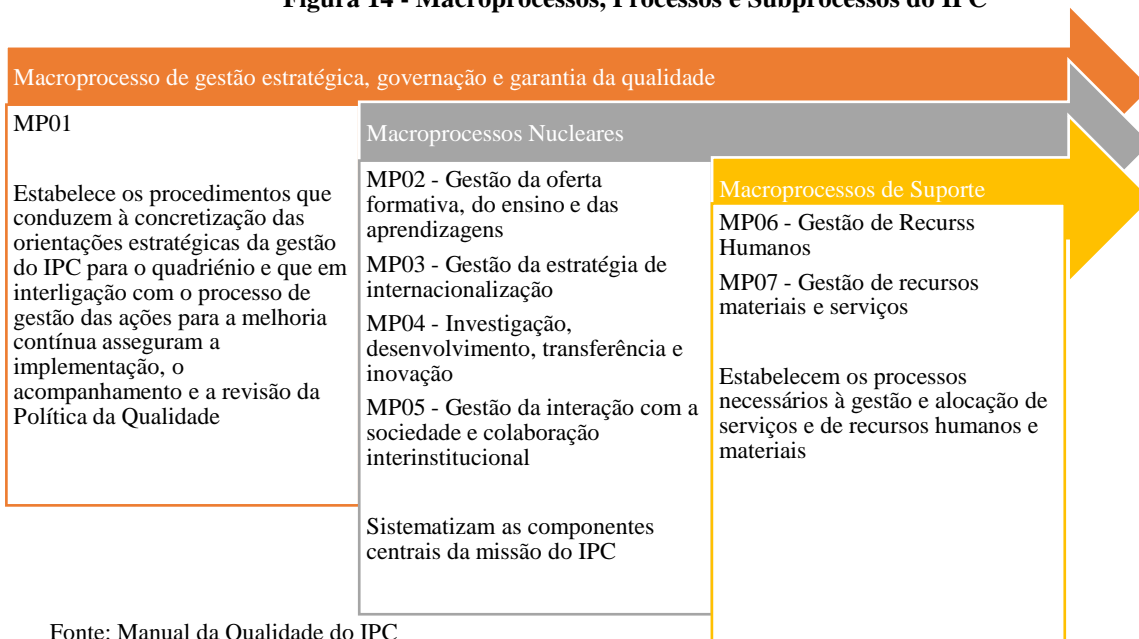 Figura 14 - Macroprocessos, Processos e Subprocessos do IPC
Macroprocesso de gestão estratégica, governação e garantia da qualidade
MP01
Estabelece os procedimentos que
conduzem à concretização das
orientações estratégicas da gestão
do IPC para o quadriénio e que em
interligação com o processo de
gestão das ações para a melhoria
contínua asseguram a
implementação, o
acompanhamento e a revisão da
Política da Qualidade
Macroprocessos Nucleares
MP02 - Gestão da oferta
formativa, do ensino e das
aprendizagens
MP03 - Gestão da estratégia de
internacionalização
MP04 - Investigação,
desenvolvimento, transferência e
inovação
MP05 - Gestão da interação com a
sociedade e colaboração
interinstitucional
Sistematizam as componentes
centrais da missão do IPC
Macroprocessos de Suporte
MP06 - Gestão de Recurss
Humanos
MP07 - Gestão de recursos
materiais e serviços
Estabelecem os processos
necessários à gestão e alocação de
serviços e de recursos humanos e
materiais
Fonte: Manual da Qualidade do IPC